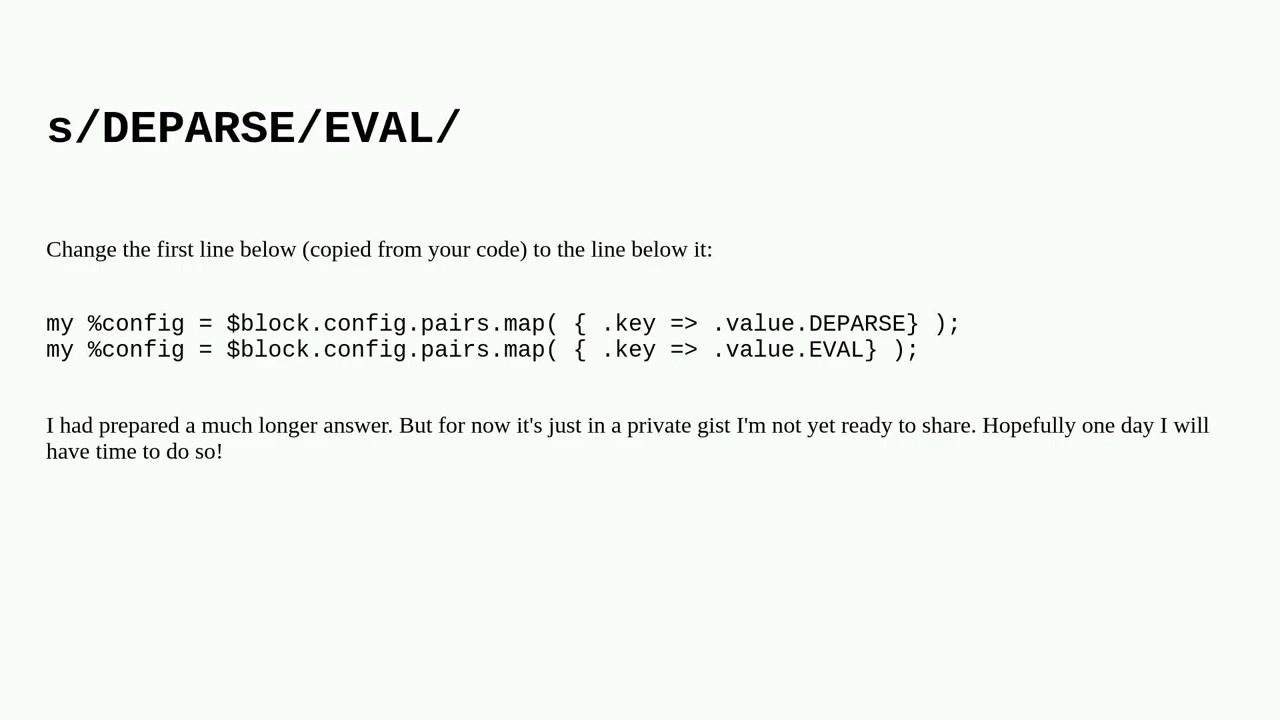 s/DEPARSE/EVAL/
Change the first line below (copied from your code) to the line below it:
my %config = $block.config.pairs.map( { .key => .value.DEPARSE} );
my %config = $block.config.pairs.map( { .key => .value.EVAL} );
I had prepared a much longer answer. But for now it's just in a private gist I'm not yet ready to share. Hopefully one day I will
have time to do so!